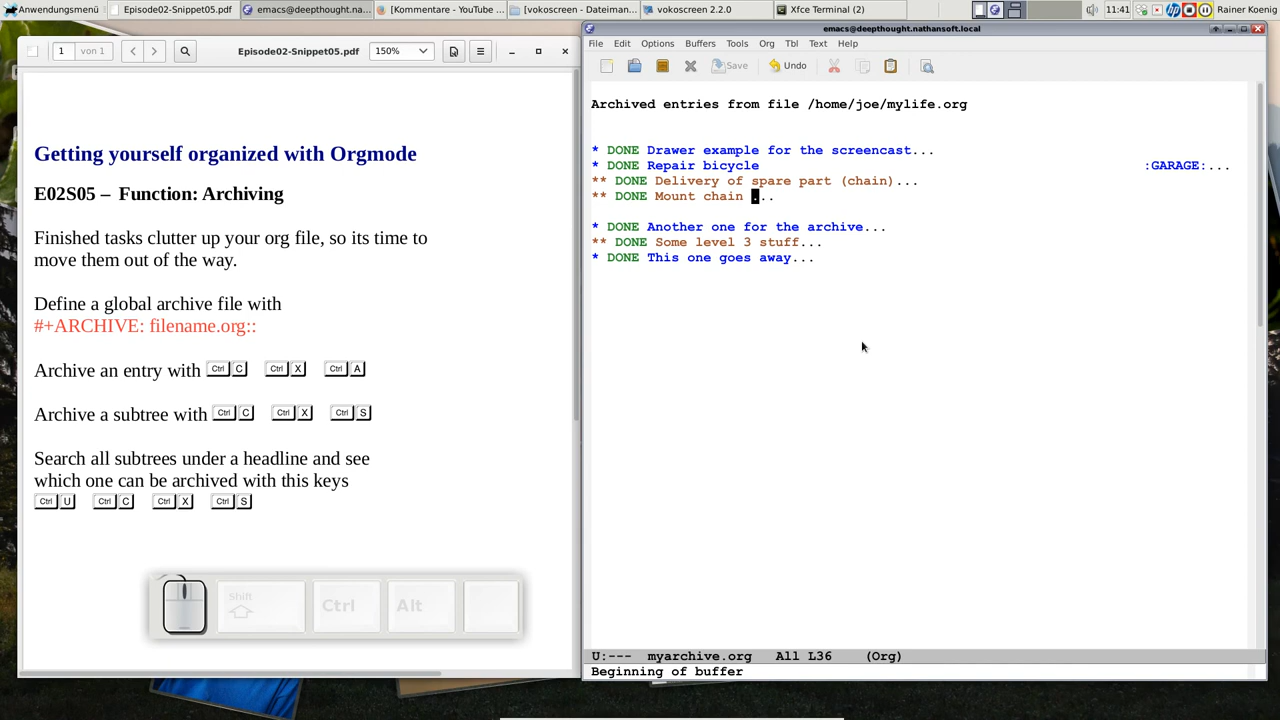 Anwendungsmenü
Episode02-Snippet05.pdf
emacs@deepthought.na...
[Kommentare - YouTube ...
[vokoscreen - Dateiman...
vokoscreen 2.2.0
Xfce Terminal (2)
11:41
Rainer Koenig
1 von 1
Episode02-Snippet05.pdf
150%
Getting yourself organized with Orgmode
E02S05 – Function: Archiving
Finished tasks clutter up your org file, so its time to
move them out of the way.
Define a global archive file with
#+ARCHIVE: filename.org::
Archive an entry with Ctrl C Ctrl X Ctrl A
Archive a subtree with Ctrl C Ctrl X Ctrl S
Search all subtrees under a headline and see
which one can be archived with this keys
Ctrl U Ctrl C Ctrl X Ctrl S
Shift
Ctrl
Alt
emacs@deepthought.nathansoft.local
File Edit Options Buffers Tools Org Tbl Text Help
Save Undo
Archived entries from file /home/joe/mylife.org
* DONE Drawer example for the screencast...
* DONE Repair bicycle :GARAGE:...
** DONE Delivery of spare part (chain)...
** DONE Mount chain ...
* DONE Another one for the archive...
** DONE Some level 3 stuff...
* DONE This one goes away...
U:--- myarchive.org All L36 (Org)
Beginning of buffer